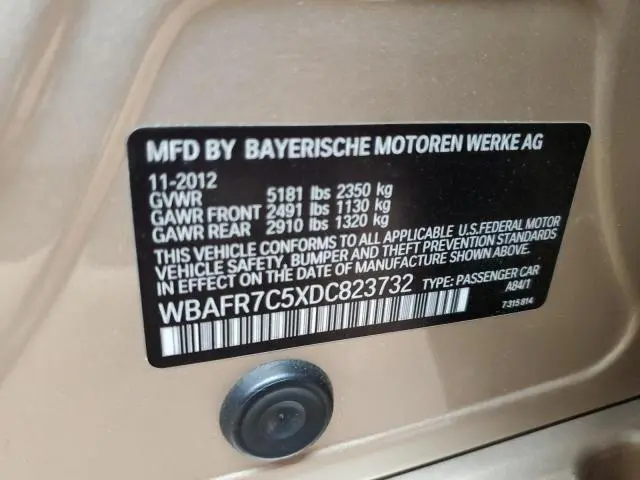 MFD BY BAYERISCHE MOTOREN WERKE AG
11-2012
GVWR 5181 lbs 2350 kg
GAWR FRONT 2491 lbs 1130 kg
GAWR REAR 2910 lbs 1320 kg
THIS VEHICLE CONFORMS TO ALL APPLICABLE U.S.FEDERAL MOTOR
VEHICLE SAFETY, BUMPER AND THEFT PREVENTION STANDARDS
IN EFFECT ON THE DATE OF MANUFACTURE SHOWN ABOVE.
WBAFR7C5XDC823732 TYPE: PASSENGER CAR
A84/1
7315814